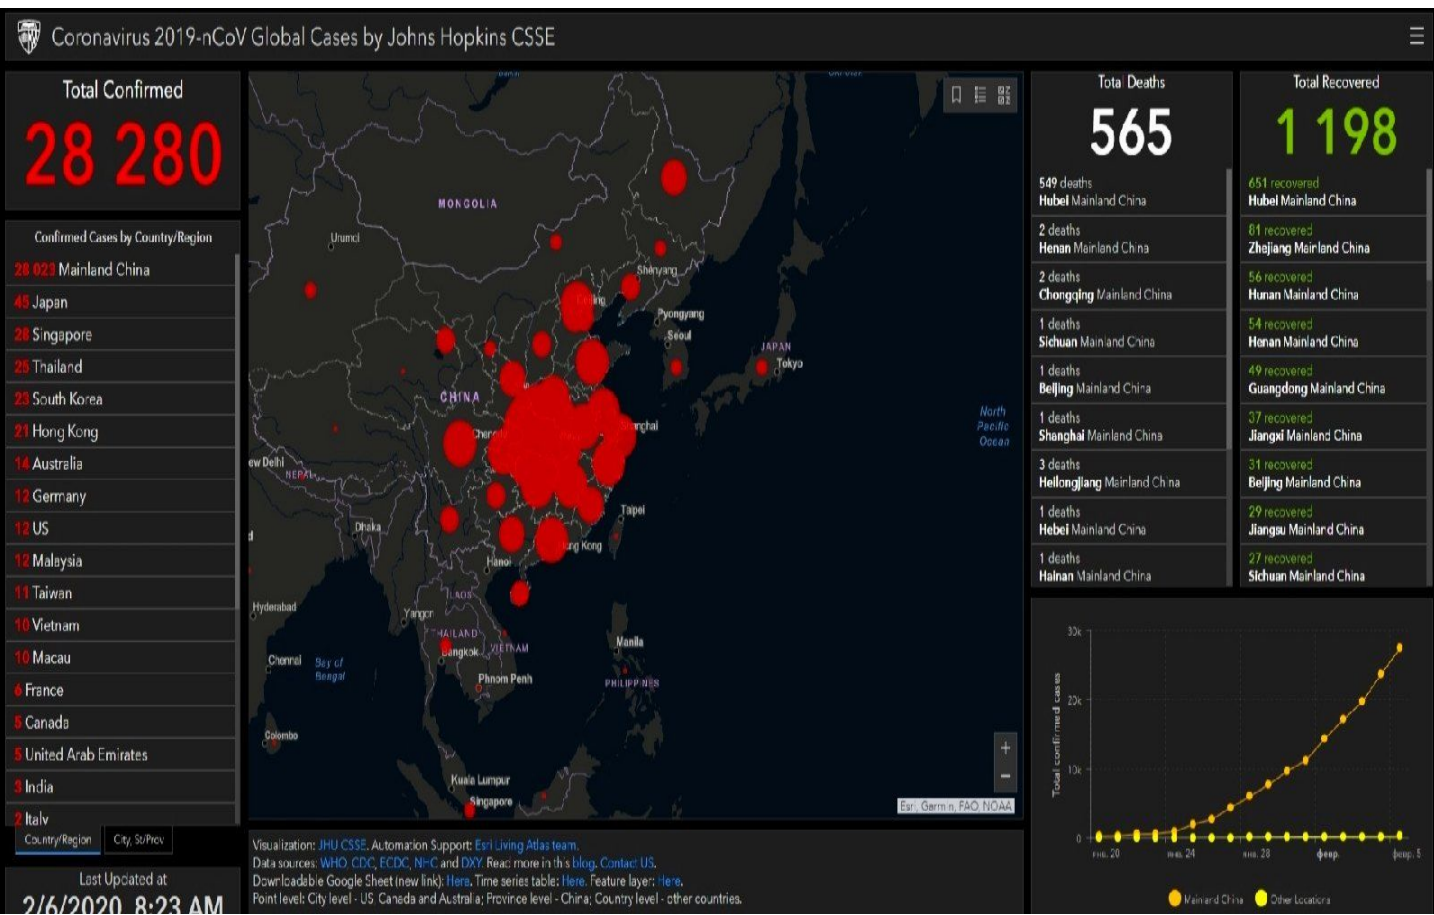 Coronavirus 2019-nCoV Global Cases by Johns Hopkins CSSE
Total Confirmed
28 280
Confirmed Cases by Country/Region
28 023 Mainland China
45 Japan
28 Singapore
25 Thailand
23 South Korea
21 Hong Kong
14 Australia
12 Germany
12 US
12 Malaysia
11 Taiwan
10 Vietnam
10 Macau
6 France
5 Canada
5 United Arab Emirates
3 India
2 Italy
Country/Region
City, St/Prov
Last Updated at
2/6/2020, 8:23 AM
MONGOLIA
Urumqi
Shenyang
Pyongyang
Seoul
JAPAN
Tokyo
CHINA
North
Pacific
Ocean
ew Delhi
NEPAL
Dhaka
Taipei
Hanoi
Hyderabad
LAOS
THAILAND
VIETNAM
Manila
Chennai
Bay of
Bengal
Phnom Penh
PHILIPPINES
Colombo
Kuala Lumpur
Singapore
Esri, Garmin, FAO, NOAA
Visualization: JHU CSSE. Automation Support: Esri Living Atlas team.
Data sources: WHO, CDC, ECDC, NHC and DXY. Read more in this blog. Contact US.
Downloadable Google Sheet (new link): Here. Time series table: Here. Feature layer: Here.
Point level: City level - US, Canada and Australia; Province level - China; Country level - other countries.
Total Deaths
565
549 deaths
Hubei Mainland China
2 deaths
Henan Mainland China
2 deaths
Chongqing Mainland China
1 deaths
Sichuan Mainland China
1 deaths
Beijing Mainland China
1 deaths
Shanghai Mainland China
3 deaths
Heilongjiang Mainland China
1 deaths
Hebei Mainland China
1 deaths
Hainan Mainland China
Total Recovered
1 198
651 recovered
Hubei Mainland China
81 recovered
Zhejiang Mainland China
56 recovered
Hunan Mainland China
54 recovered
Henan Mainland China
49 recovered
Guangdong Mainland China
37 recovered
Jiangxi Mainland China
31 recovered
Beijing Mainland China
29 recovered
Jiangsu Mainland China
27 recovered
Sichuan Mainland China
Total confirmed cases
30k
20k
10k
0
янв. 20
янв. 24
янв. 28
февр.
февр. 5
Mainland China
Other Locations